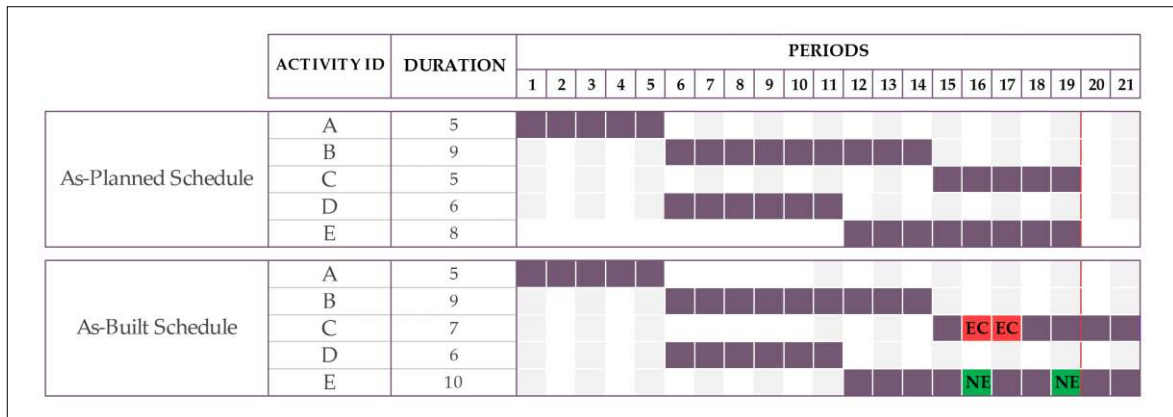 PERIODS
ACTIVITY ID DURATION
1 2 3 4 5 6 7 8 9 10 11 12 13 14 15 16 17 18 19 20 21
A 5
B 9
As-Planned Schedule C 5
D 6
E 8
A 5
B 9
As-Built Schedule C 7 EC EC
D 6
E 10 NE NE